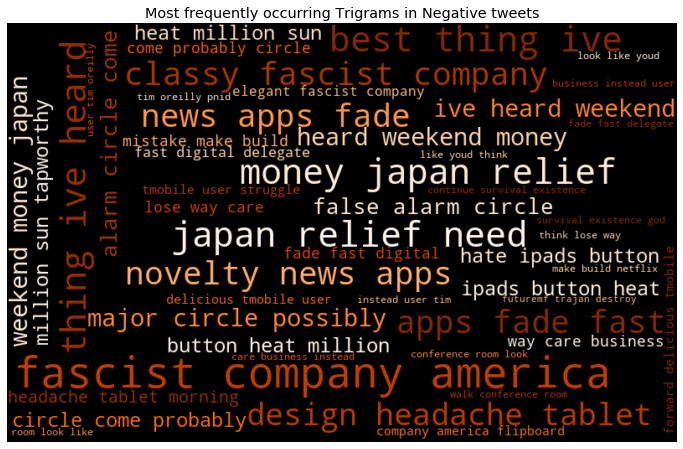 Most frequently occurring Trigrams in Negative tweets
heat million sun
best thing ive
come probably circle
look like youd
classy fascist company
business instead user
tim oreilly pnid
elegant fascist company
news apps fade
ive heard weekend
fade fast delegate
mistake make build
heard weekend money
fast digital delegate
like youd think
money japan relief
tmobile user struggle
continue survival existence
lose way care
false alarm circle
survival existence god
japan relief need
think lose way
fade fast digital
hate ipads button
novelty news apps
make build netflix
ipads button heat
delicious tmobile user
instead user tim
futuremf trajan destroy
major circle possibly
apps fade fast
button heat million
way care business
care business instead
conference room look
fascist company america
headache tablet morning
walk conference room
circle come probably
design headache tablet
room look like
company america flipboard
weekend money japan
million sun tapworthy
thing ive heard
user tim oreilly
alarm circle come
forward delicious tmobile